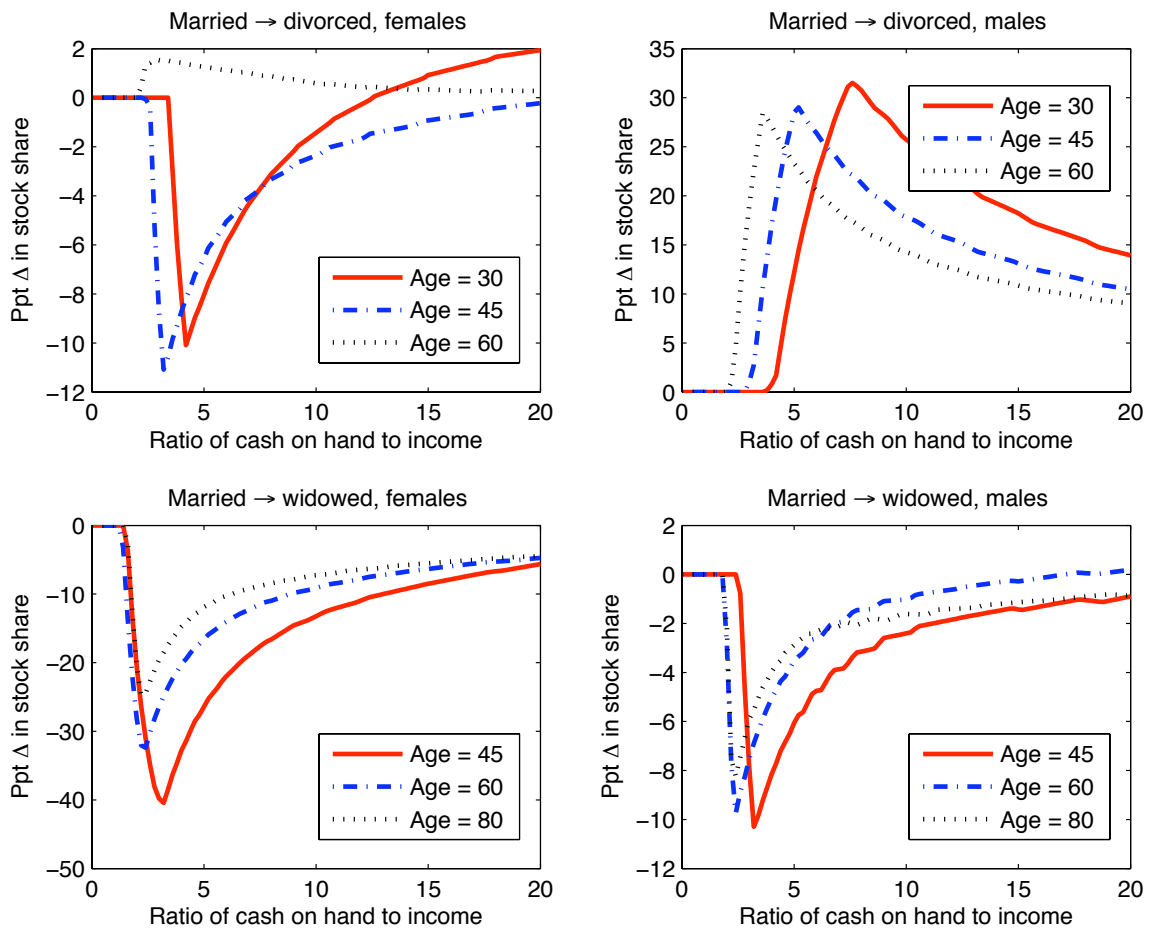 Married → divorced, females
Ppt Δ in stock share
2
0
−2
−4
−6
−8
−10
−12
0 5 10 15 20
Ratio of cash on hand to income
Age = 30
Age = 45
Age = 60
Married → divorced, males
Ppt Δ in stock share
35
30
25
20
15
10
5
0
0 5 10 15 20
Ratio of cash on hand to income
Age = 30
Age = 45
Age = 60
Married → widowed, females
Ppt Δ in stock share
0
−10
−20
−30
−40
−50
0 5 10 15 20
Ratio of cash on hand to income
Age = 45
Age = 60
Age = 80
Married → widowed, males
Ppt Δ in stock share
2
0
−2
−4
−6
−8
−10
−12
0 5 10 15 20
Ratio of cash on hand to income
Age = 45
Age = 60
Age = 80